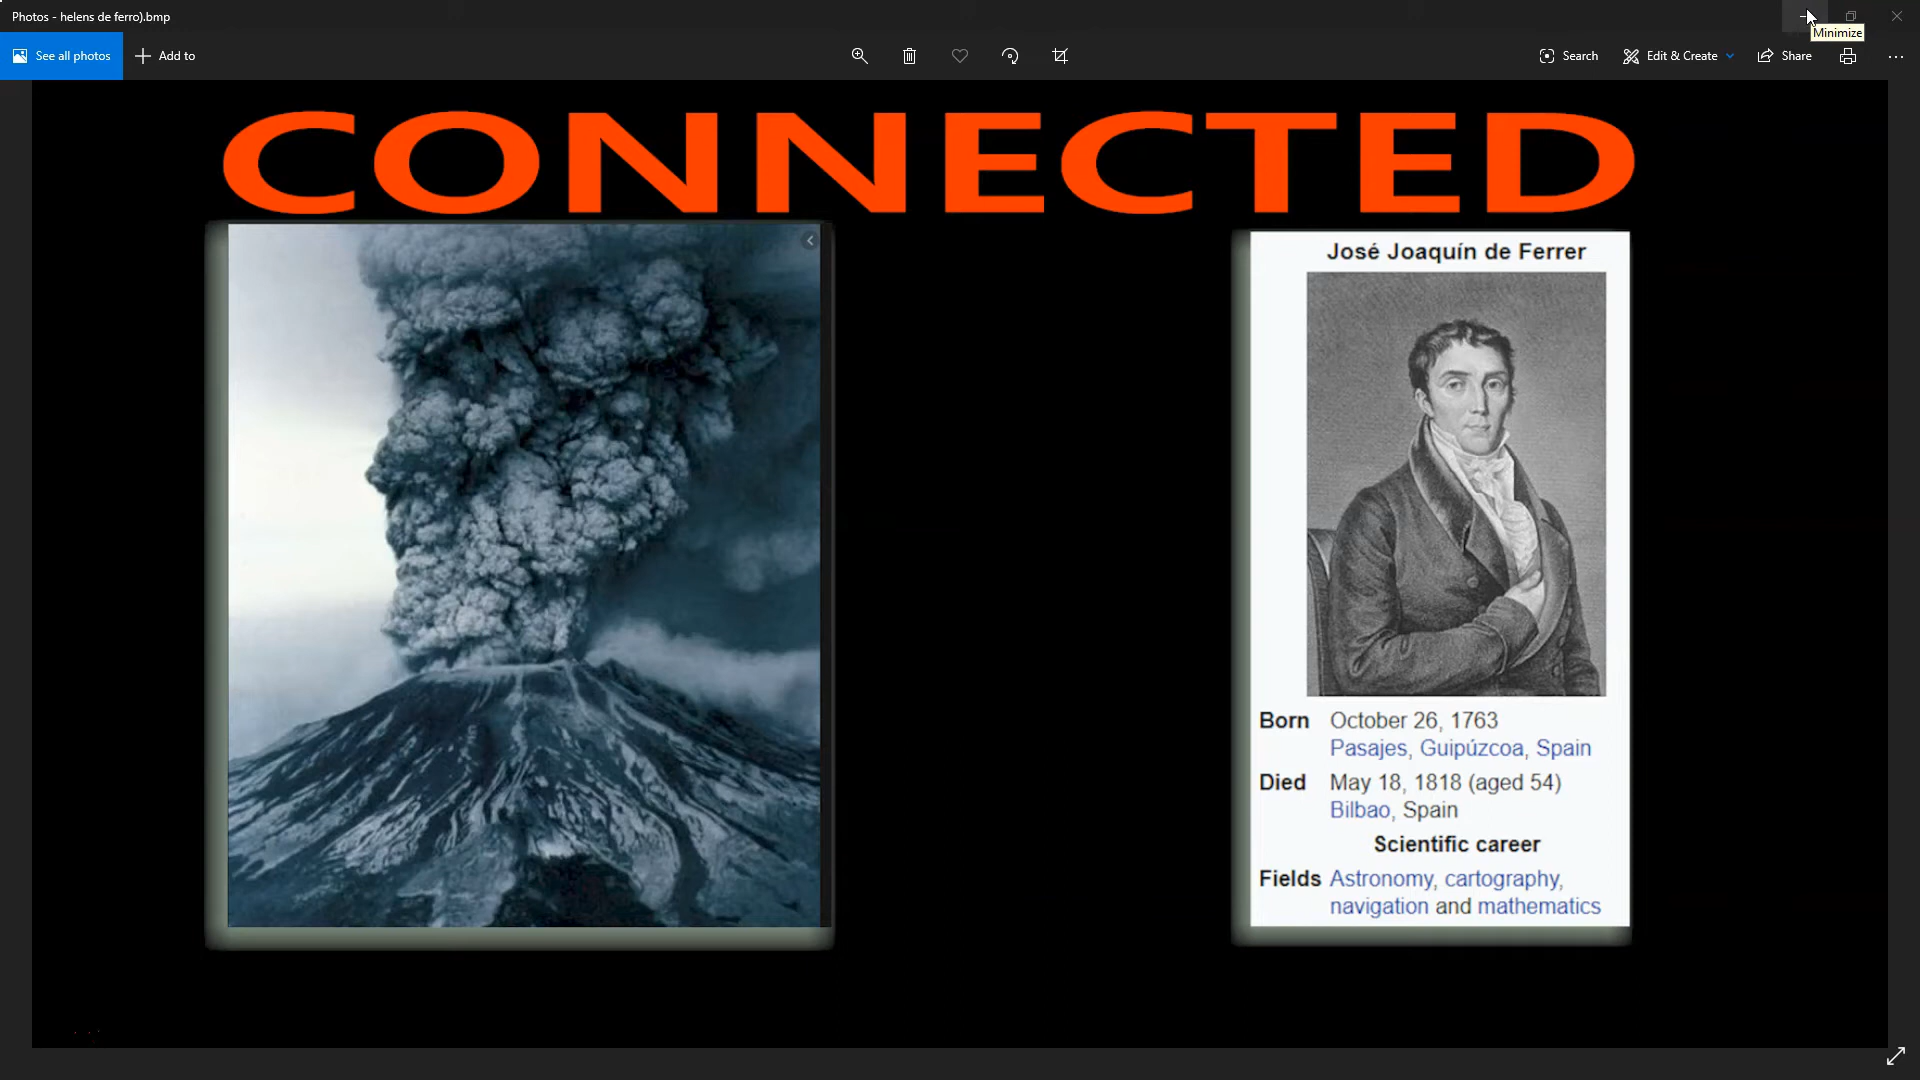 Photos - helens de ferro).bmp
Minimize
See all photos
Add to
Search
Edit & Create
Share
CONNECTED
José Joaquín de Ferrer
Born October 26, 1763
Pasajes, Guipúzcoa, Spain
Died May 18, 1818 (aged 54)
Bilbao, Spain
Scientific career
Fields Astronomy, cartography,
navigation and mathematics